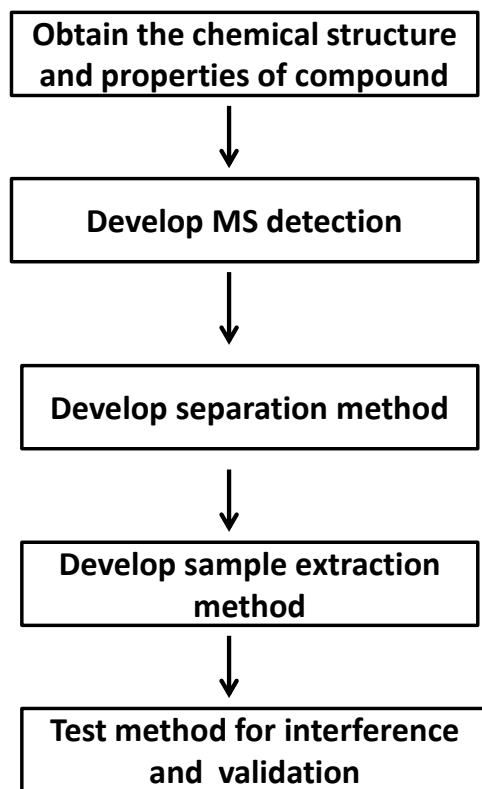 Obtain the chemical structure
and properties of compound
Develop MS detection
Develop separation method
Develop sample extraction
method
Test method for interference
and validation